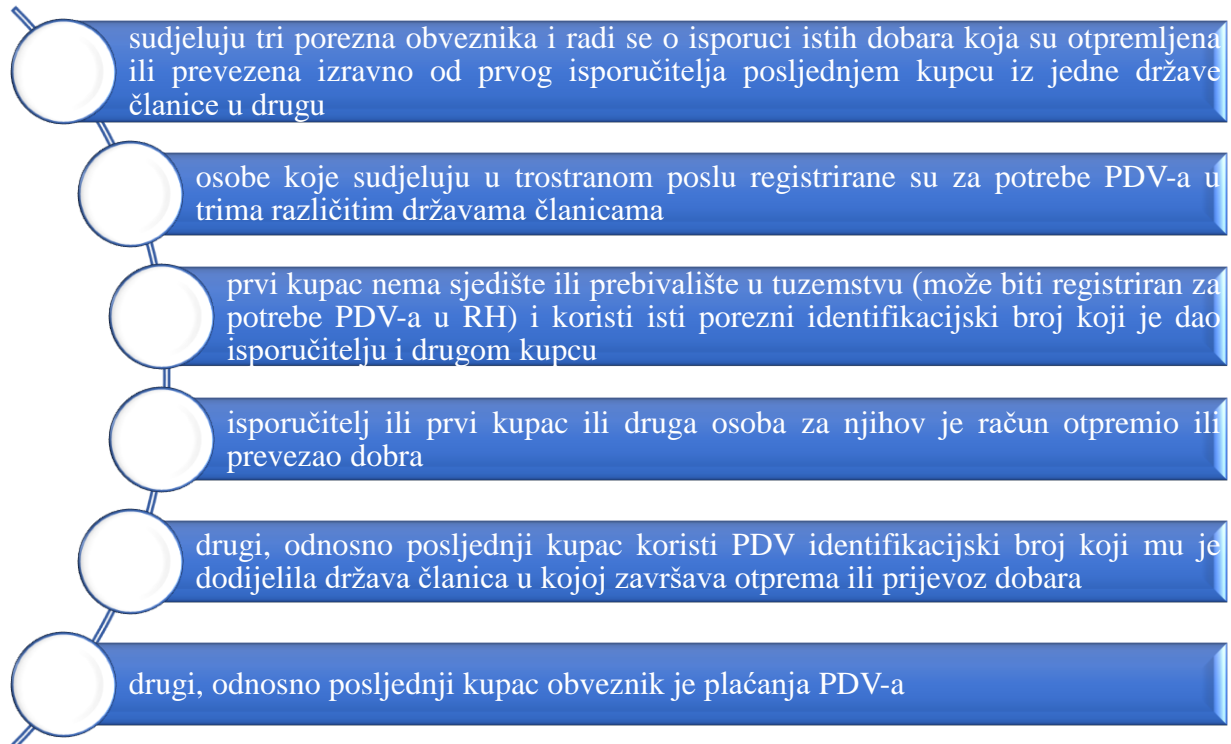 sudjeluju tri porezna obveznika i radi se o isporuci istih dobara koja su otpremljena
ili prevezena izravno od prvog isporučitelja posljednjem kupcu iz jedne države
članice u drugu
osobe koje sudjeluju u trostranom poslu registrirane su za potrebe PDV-a u
trima različitim državama članicama
prvi kupac nema sjedište ili prebivalište u tuzemstvu (može biti registriran za
potrebe PDV-a u RH) i koristi isti porezni identifikacijski broj koji je dao
isporučitelju i drugom kupcu
isporučitelj ili prvi kupac ili druga osoba za njihov je račun otpremio ili
prevezao dobra
drugi, odnosno posljednji kupac koristi PDV identifikacijski broj koji mu je
dodijelila država članica u kojoj završava otprema ili prijevoz dobara
drugi, odnosno posljednji kupac obveznik je plaćanja PDV-a